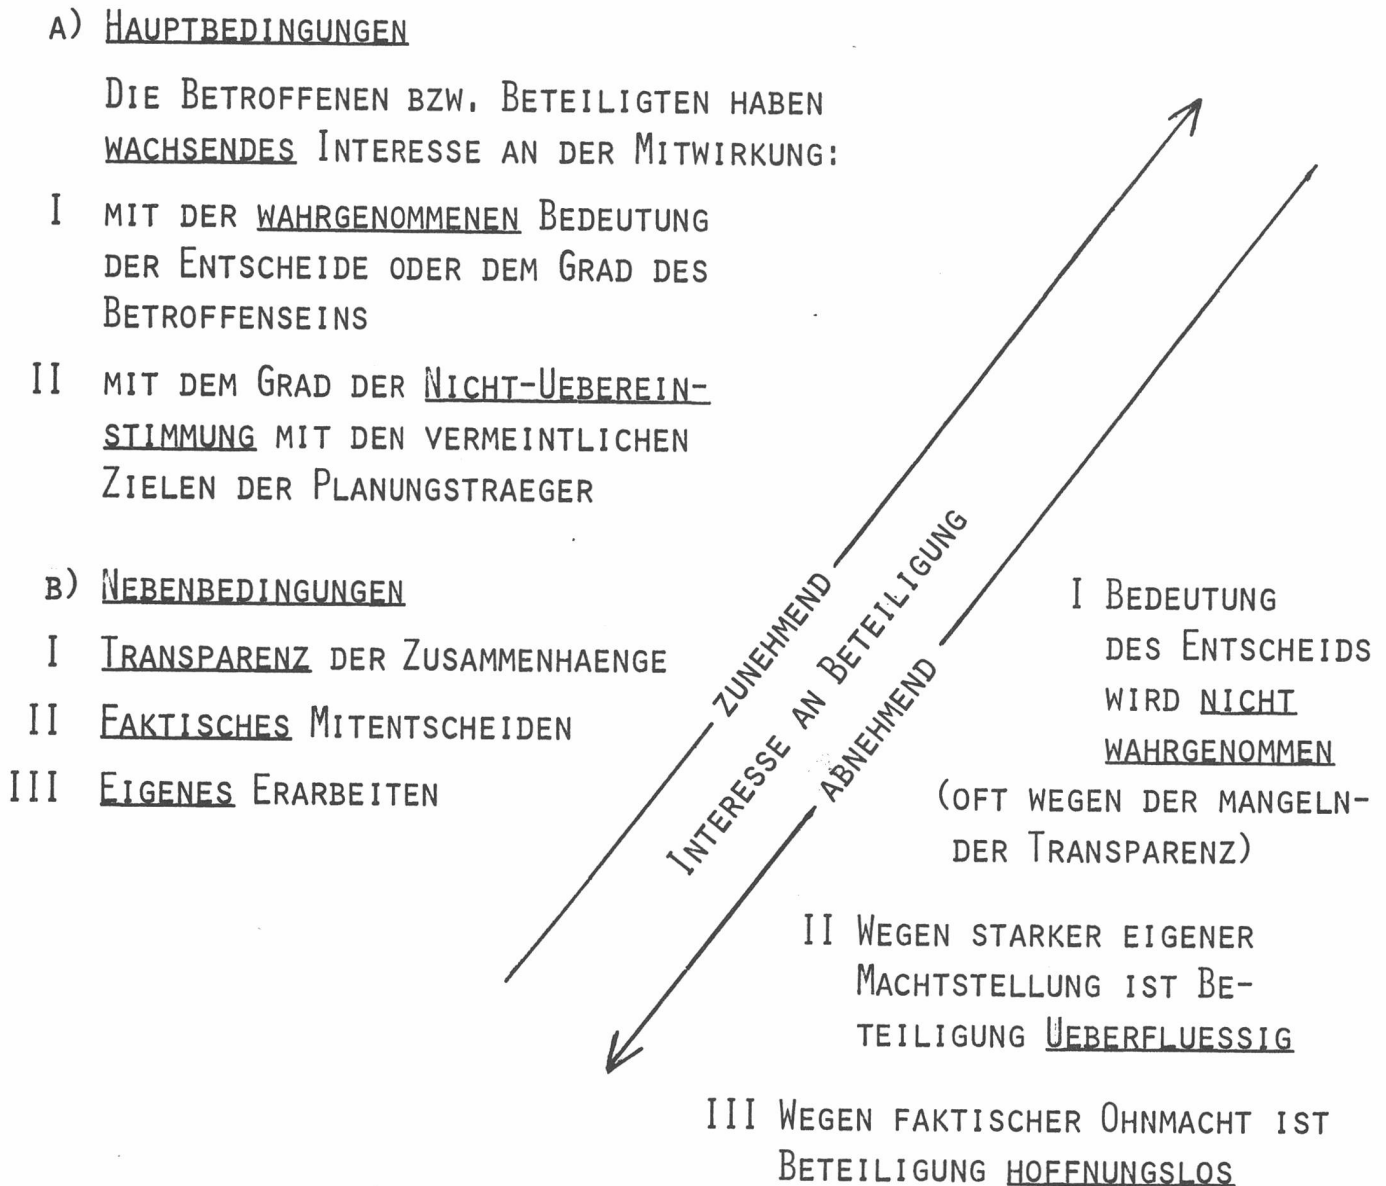 A) HAUPTBEDINGUNGEN
DIE BETROFFENEN BZW. BETEILIGTEN HABEN
WACHSENDES INTERESSE AN DER MITWIRKUNG:
I MIT DER WAHRGENOMMENEN BEDEUTUNG
DER ENTSCHEIDE ODER DEM GRAD DES
BETROFFENSEINS
II MIT DEM GRAD DER NICHT-UEBEREIN-
STIMMUNG MIT DEN VERMEINTLICHEN
ZIELEN DER PLANUNGSTRAEGER
B) NEBENBEDINGUNGEN
I TRANSPARENZ DER ZUSAMMENHAENGE
II FAKTISCHES MITENTSCHEIDEN
III EIGENES ERARBEITEN
ZUNEHMEND
INTERESSE AN BETEILIGUNG
ABNEHMEND
I BEDEUTUNG
DES ENTSCHEIDS
WIRD NICHT
WAHRGENOMMEN
(OFT WEGEN DER MANGELN-
DER TRANSPARENZ)
II WEGEN STARKER EIGENER
MACHTSTELLUNG IST BE-
TEILIGUNG UEBERFLUESSIG
III WEGEN FAKTISCHER OHNMACHT IST
BETEILIGUNG HOFFNUNGSLOS